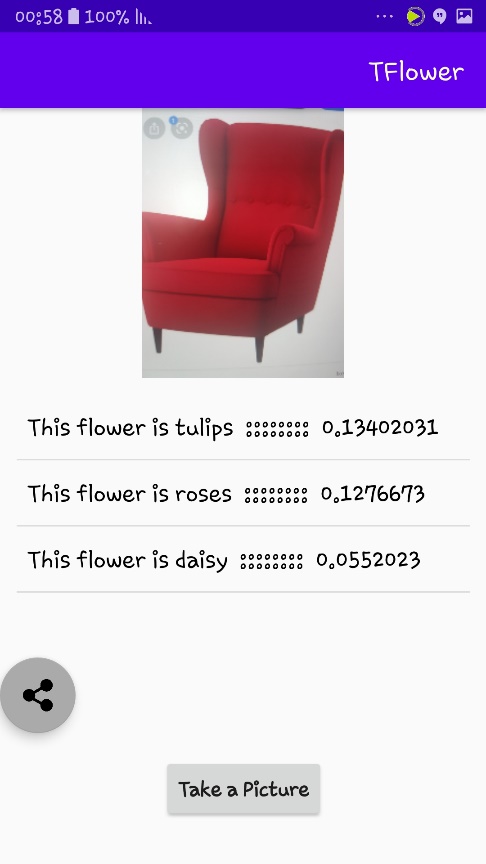 00:58 100%
TFlower
This flower is tulips :::::::: 0.13402031
This flower is roses :::::::: 0.1276673
This flower is daisy :::::::: 0.0552023
Take a Picture